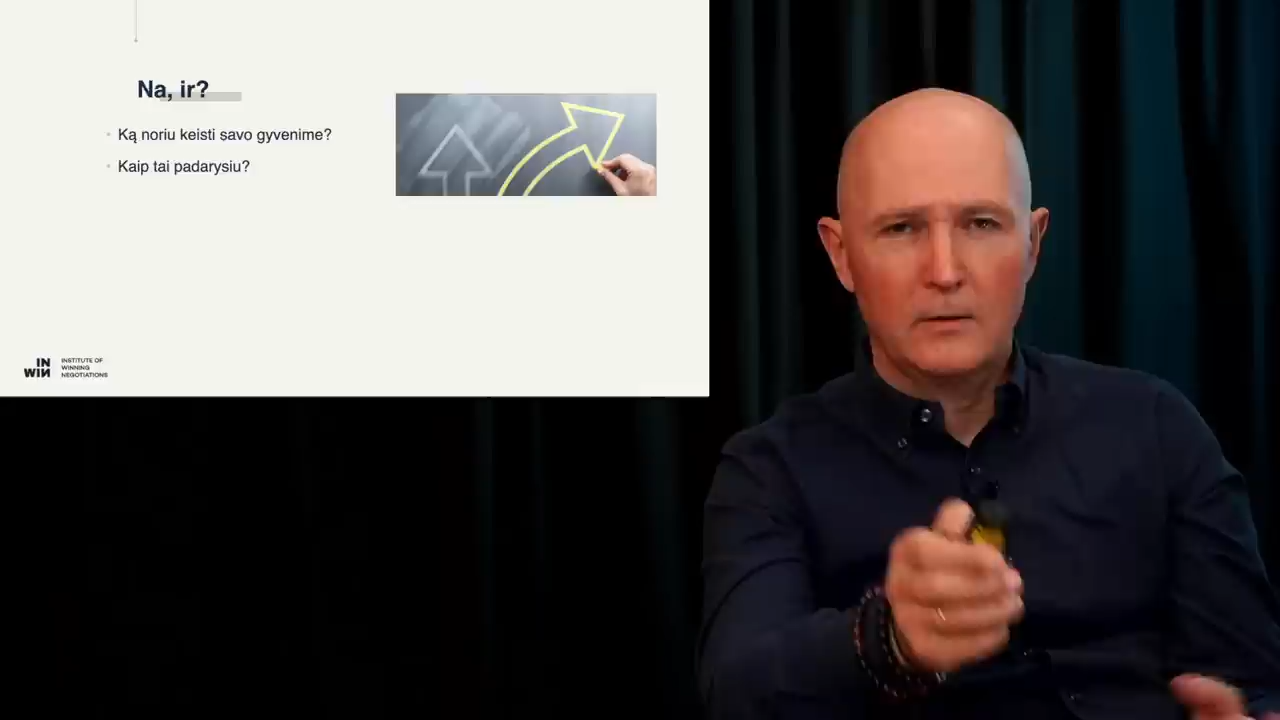 Na, ir?
Ką noriu keisti savo gyvenime?
Kaip tai padarysiu?
IN
WIN
INSTITUTE OF
WINNING
NEGOTIATIONS